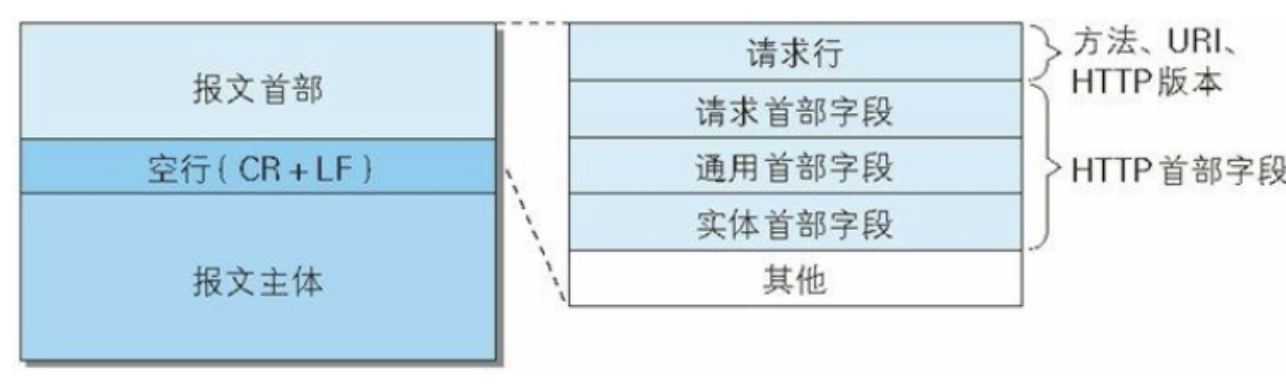 报文首部
空行(CR+LF)
报文主体
请求行
请求首部字段
通用首部字段
实体首部字段
其他
方法、URI、
HTTP版本
HTTP首部字段